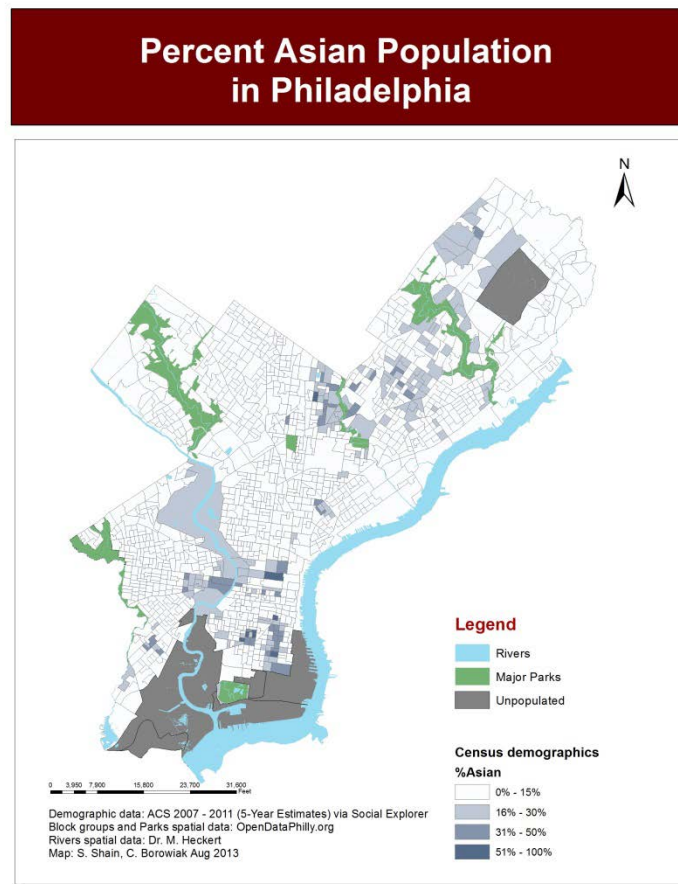 Percent Asian Population
in Philadelphia
N
Legend
Rivers
Major Parks
Unpopulated
Census demographics
%Asian
0% - 15%
16% - 30%
31% - 50%
51% - 100%
0 3,950 7,900 15,800 23,700 31,600
Feet
Demographic data: ACS 2007 - 2011 (5-Year Estimates) via Social Explorer
Block groups and Parks spatial data: OpenDataPhilly.org
Rivers spatial data: Dr. M. Heckert
Map: S. Shain, C. Borowiak Aug 2013